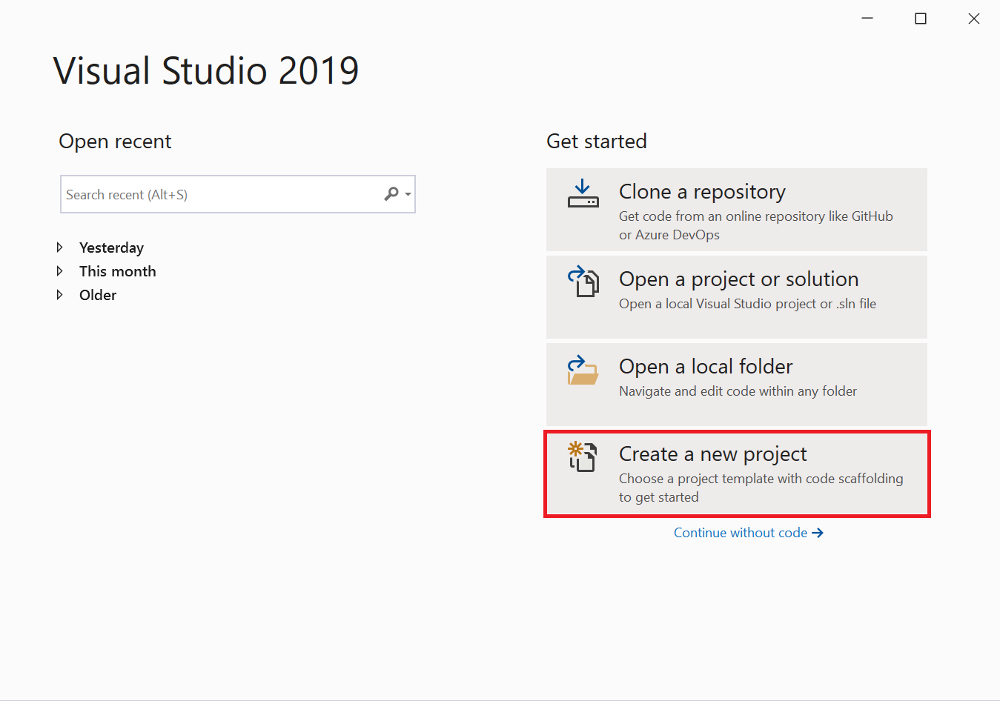 Visual Studio 2019
Open recent
Search recent (Alt+S)
Yesterday
This month
Older
Get started
Clone a repository
Get code from an online repository like GitHub
or Azure DevOps
Open a project or solution
Open a local Visual Studio project or .sln file
Open a local folder
Navigate and edit code within any folder
Create a new project
Choose a project template with code scaffolding
to get started
Continue without code